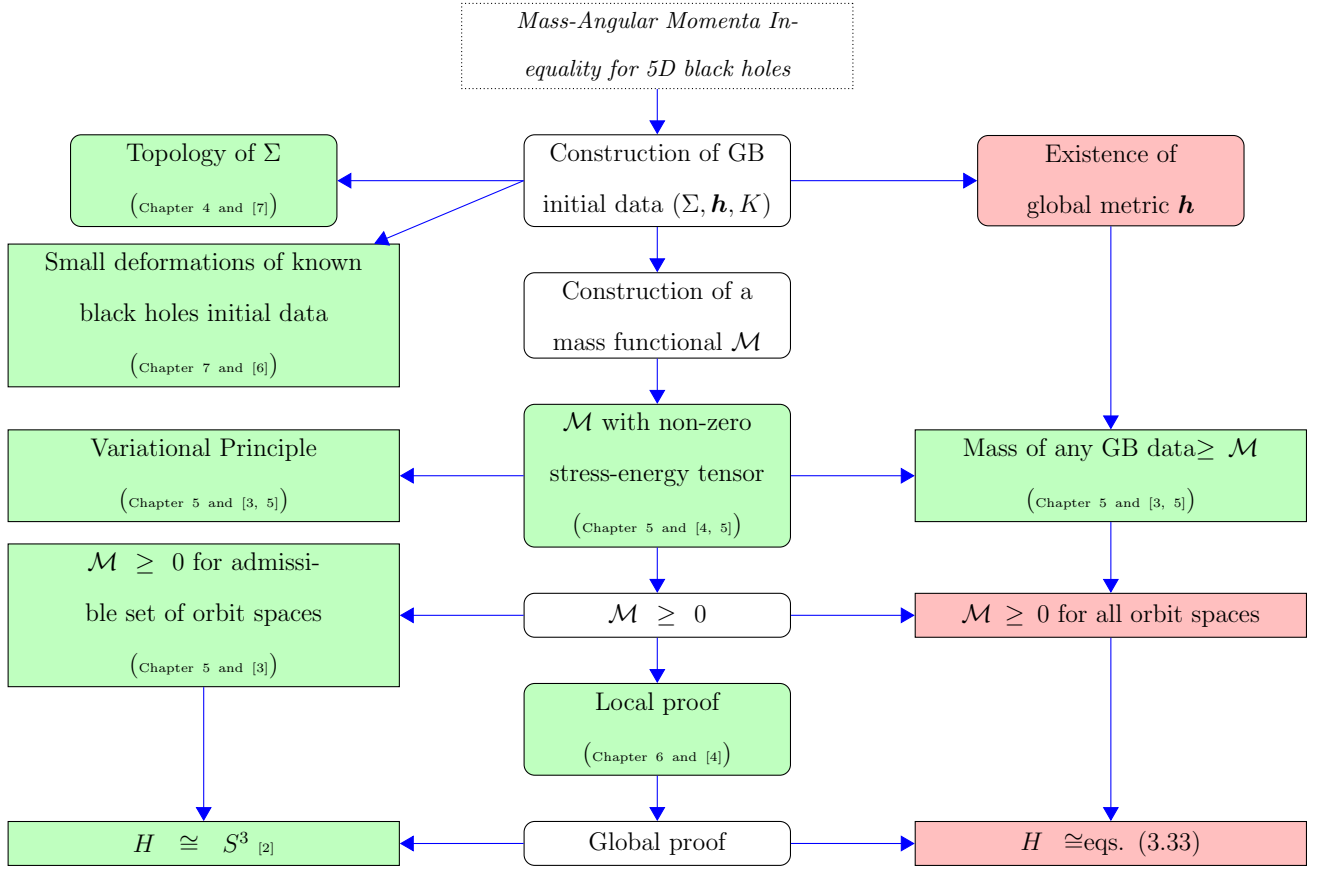 Mass-Angular Momenta In-
equality for 5D black holes
Topology of Σ
(Chapter 4 and [7])
Construction of GB
initial data (Σ, h, K)
Existence of
global metric h
Small deformations of known
black holes initial data
(Chapter 7 and [6])
Construction of a
mass functional ℳ
Variational Principle
(Chapter 5 and [3, 5])
ℳ with non-zero
stress-energy tensor
(Chapter 5 and [4, 5])
Mass of any GB data≥ ℳ
(Chapter 5 and [3, 5])
ℳ ≥ 0 for admissi-
ble set of orbit spaces
(Chapter 5 and [3])
ℳ ≥ 0
ℳ ≥ 0 for all orbit spaces
Local proof
(Chapter 6 and [4])
H ≅ S³ [2]
Global proof
H ≅eqs. (3.33)